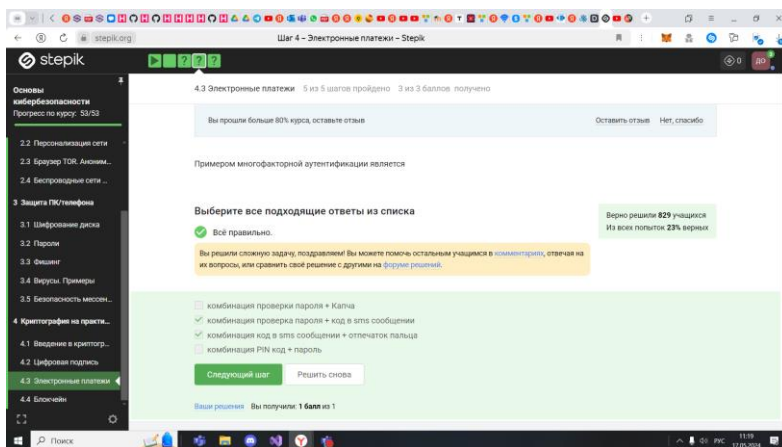 stepik.org
Шаг 4 – Электронные платежи – Stepik
stepik
0
ДО
Основы
кибербезопасности
Прогресс по курсу: 53/53
4.3 Электронные платежи 5 из 5 шагов пройдено 3 из 3 баллов получено
Вы прошли больше 80% курса, оставьте отзыв
Оставить отзыв Нет, спасибо
2.2 Персонализация сети
2.3 Браузер TOR. Аноним...
2.4 Беспроводные сети ...
3 Защита ПК/телефона
3.1 Шифрование диска
3.2 Пароли
3.3 Фишинг
3.4 Вирусы. Примеры
3.5 Безопасность мессен...
4 Криптография на практи...
4.1 Введение в криптогр...
4.2 Цифровая подпись
4.3 Электронные платежи
4.4 Блокчейн
Примером многофакторной аутентификации является
Выберите все подходящие ответы из списка
Всё правильно.
Верно решили 829 учащихся
Из всех попыток 23% верных
Вы решили сложную задачу, поздравляем! Вы можете помочь остальным учащимся в комментариях, отвечая на
их вопросы, или сравнить своё решение с другими на форуме решений.
комбинация проверки пароля + Капча
комбинация проверка пароля + код в sms сообщении
комбинация код в sms сообщении + отпечаток пальца
комбинация PIN код + пароль
Следующий шаг
Решить снова
Ваши решения Вы получили: 1 балл из 1
Поиск
РУС
11:19
17.05.2024